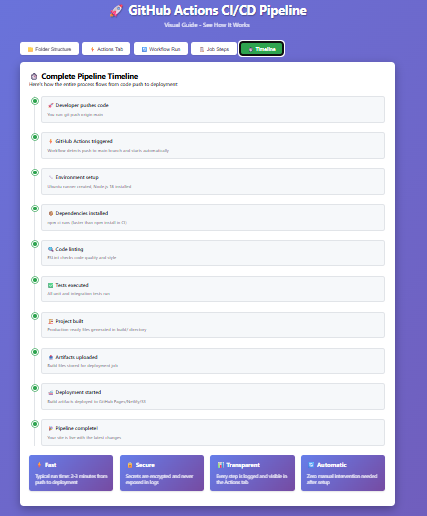 🚀 GitHub Actions CI/CD Pipeline
Visual Guide - See How It Works
Folder Structure
Actions Tab
Workflow Run
Job Steps
Timeline
Complete Pipeline Timeline
Here's how the entire process flows from code push to deployment
Developer pushes code
You run: git push origin main
GitHub Actions triggered
Workflow detects push to main branch and starts automatically
Environment setup
Ubuntu runner created, Node.js 18 installed
Dependencies installed
npm ci runs (faster than npm install in CI)
Code linting
ESLint checks code quality and style
Tests executed
All unit and integration tests run
Project built
Production-ready files generated in build/ directory
Artifacts uploaded
Build files stored for deployment job
Deployment started
Build artifacts deployed to GitHub Pages/Netlify/S3
Pipeline complete!
Your site is live with the latest changes
Fast
Typical run time: 2-3 minutes from
push to deployment
Secure
Secrets are encrypted and never
exposed in logs
Transparent
Every step is logged and visible in
the Actions tab
Automatic
Zero manual intervention needed
after setup